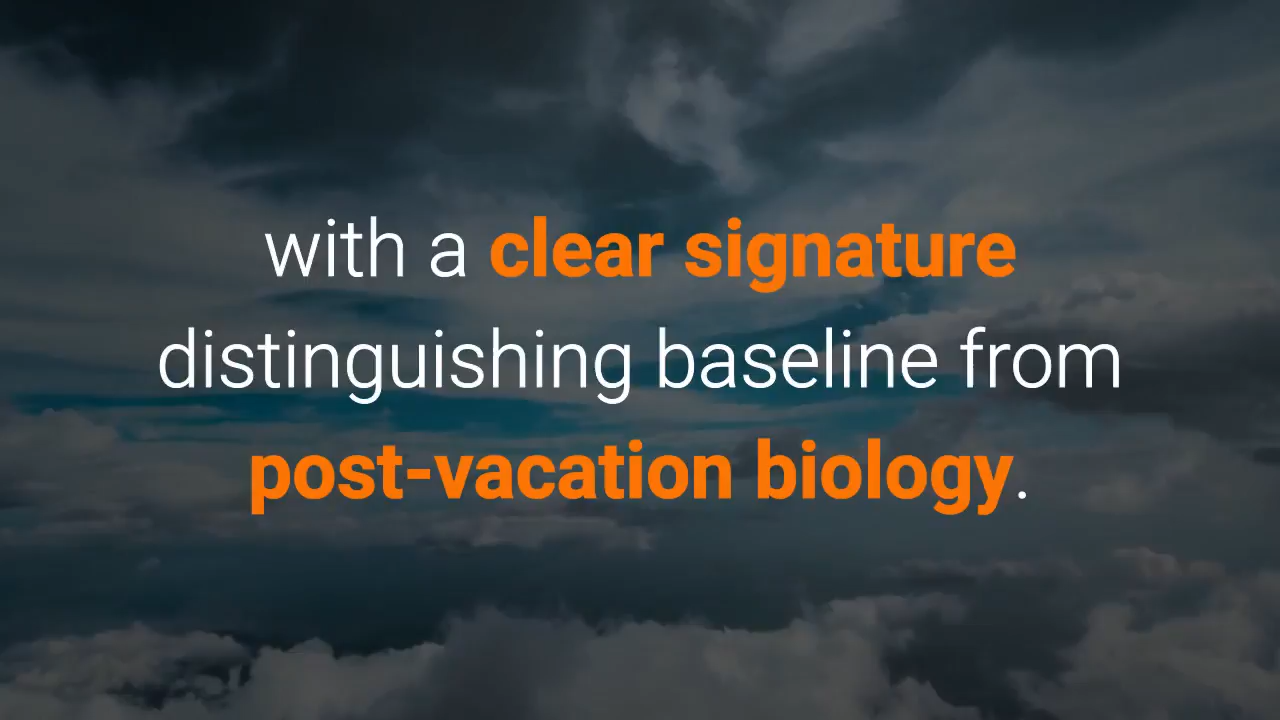 with a clear signature
distinguishing baseline from
post-vacation biology.